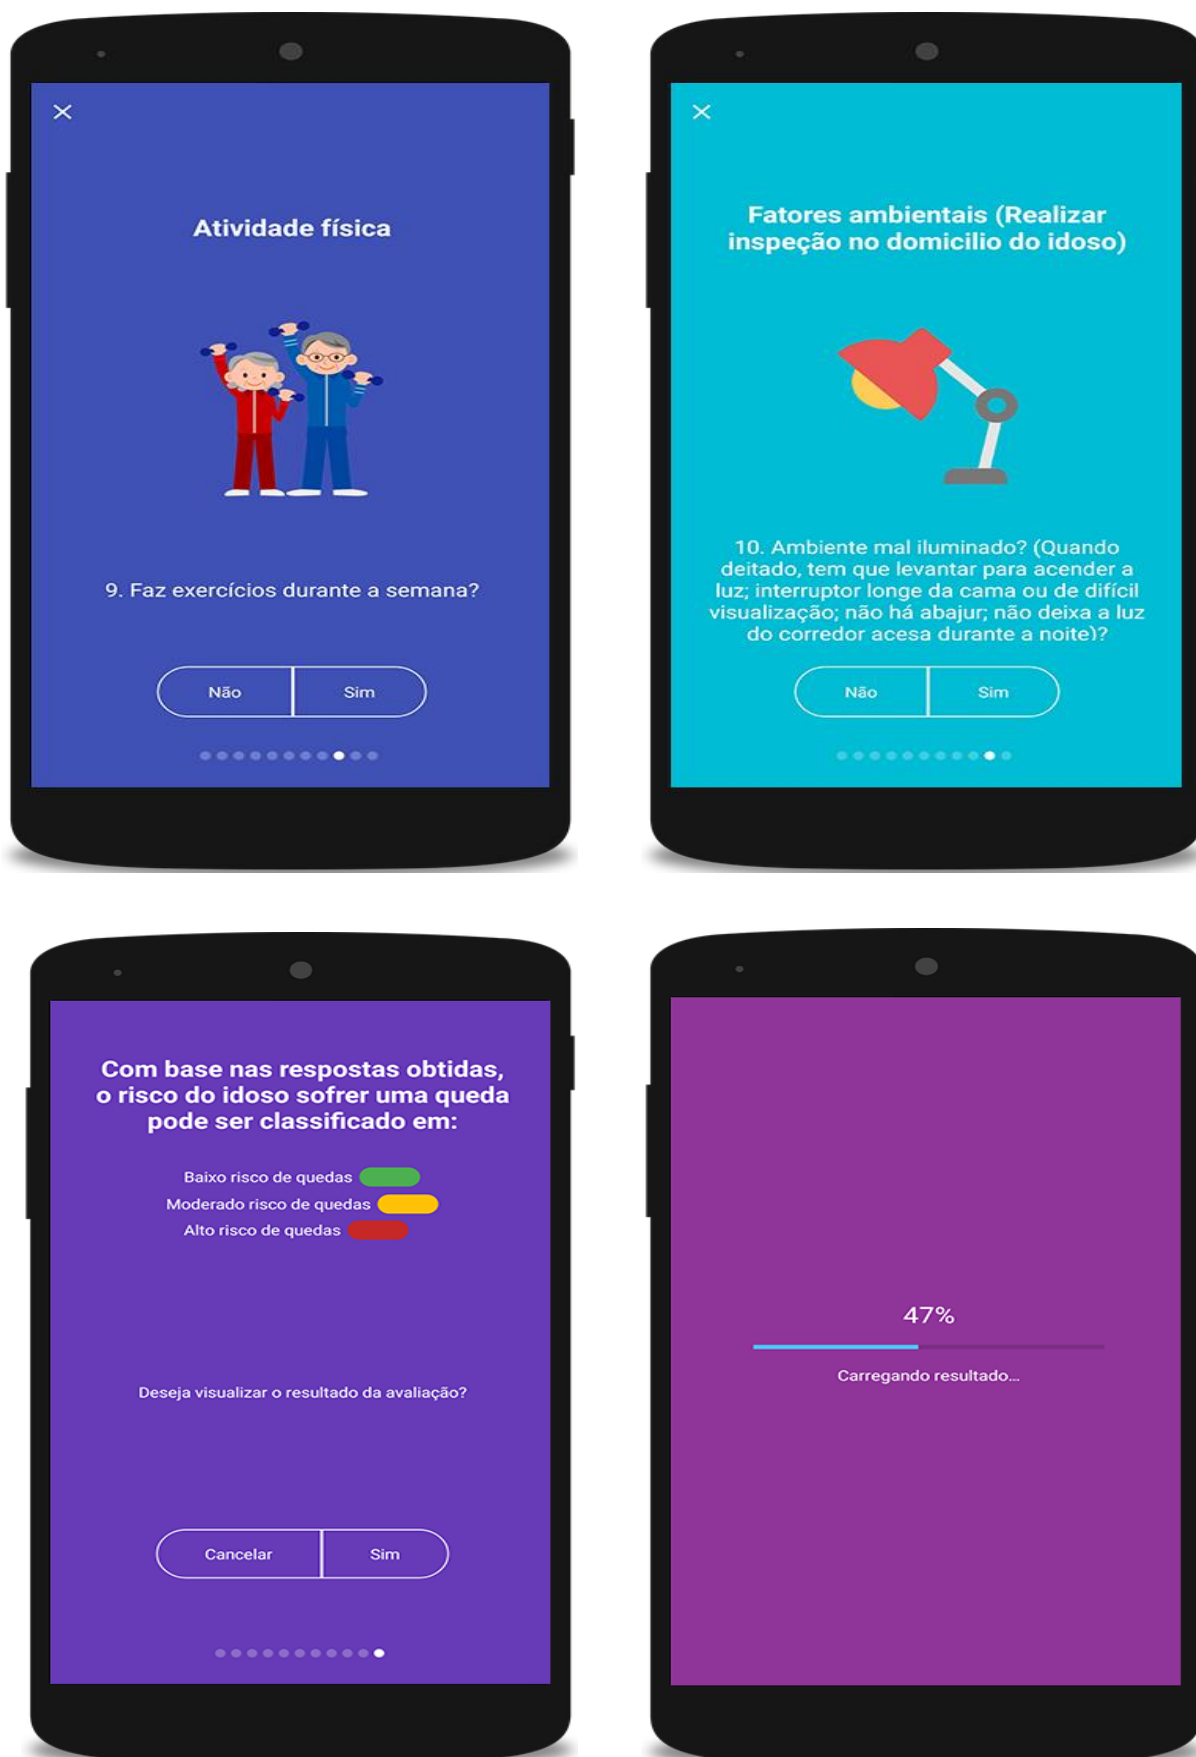 Atividade física
9. Faz exercícios durante a semana?
Não Sim
Fatores ambientais (Realizar
inspeção no domicilio do idoso)
10. Ambiente mal iluminado? (Quando
deitado, tem que levantar para acender a
luz; interruptor longe da cama ou de difícil
visualização; não há abajur; não deixa a luz
do corredor acesa durante a noite)?
Não Sim
Com base nas respostas obtidas,
o risco do idoso sofrer uma queda
pode ser classificado em:
Baixo risco de quedas
Moderado risco de quedas
Alto risco de quedas
Deseja visualizar o resultado da avaliação?
Cancelar Sim
47%
Carregando resultado...